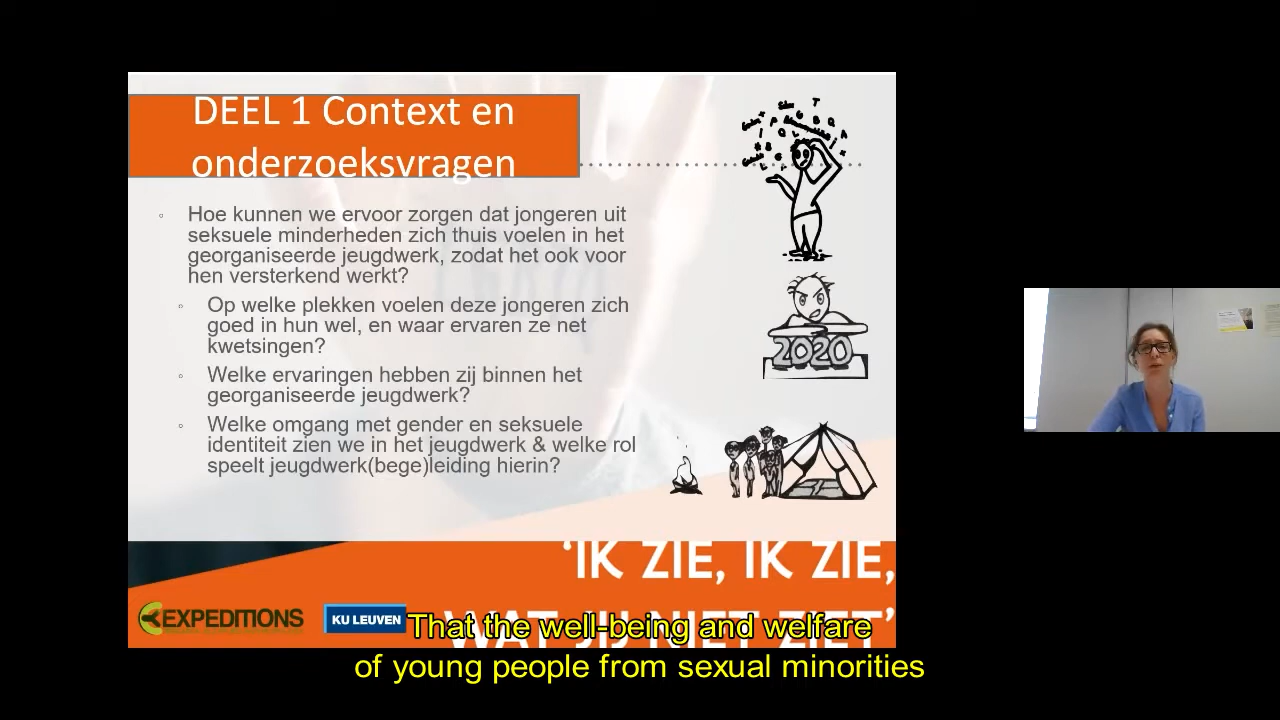 DEEL 1 Context en
onderzoeksvragen
Hoe kunnen we ervoor zorgen dat jongeren uit
seksuele minderheden zich thuis voelen in het
georganiseerde jeugdwerk, zodat het ook voor
hen versterkend werkt?
Op welke plekken voelen deze jongeren zich
goed in hun wel, en waar ervaren ze net
kwetsingen?
Welke ervaringen hebben zij binnen het
georganiseerde jeugdwerk?
Welke omgang met gender en seksuele
identiteit zien we in het jeugdwerk & welke rol
speelt jeugdwerk(bege)leiding hierin?
2020
'IK ZIE, IK ZIE,
WAT JIJ NIET ZIET'
EXPEDITIONS
KU LEUVEN
That the well-being and welfare
of young people from sexual minorities